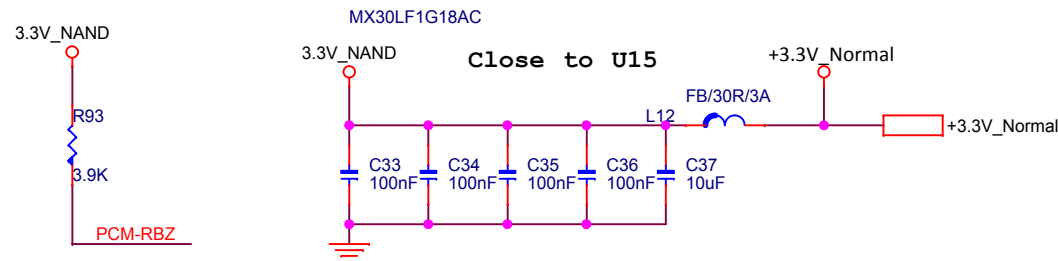 MX30LF1G18AC
3.3V_NAND
3.3V_NAND
Close to U15
+3.3V_Normal
FB/30R/3A
R93
L12
+3.3V_Normal
C33
C34
C35
C36
C37
3.9K
100nF
100nF
100nF
100nF
10uF
PCM-RBZ